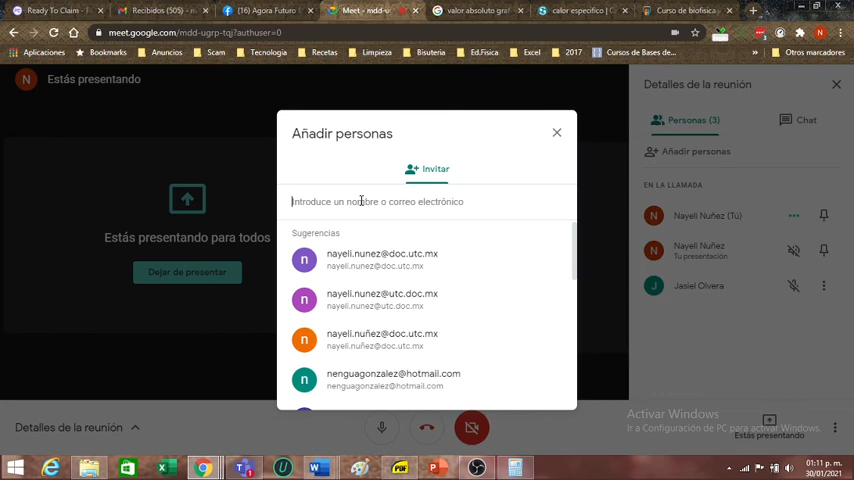 Ready To Claim - F
Recibidos (505) - n
(16) Agora Futuro
Meet - mdd-u
valor absoluto graf
calor especifico | C
Curso de biofisica
meet.google.com/mdd-ugrp-tqj?authuser=0
Aplicaciones
Bookmarks
Anuncios
Scam
Tecnologia
Recetas
Limpieza
Bisuteria
Ed.Fisica
Excel
2017
Cursos de Bases de...
Otros marcadores
N Estás presentando
Estás presentando para todos
Dejar de presentar
Añadir personas
Invitar
Introduce un nombre o correo electrónico
Sugerencias
n nayeli.nunez@doc.utc.mx
nayeli.nunez@doc.utc.mx
n nayeli.nunez@utc.doc.mx
nayeli.nunez@utc.doc.mx
n nayeli.nuñez@doc.utc.mx
nayeli.nuñez@doc.utc.mx
n nenguagonzalez@hotmail.com
nenguagonzalez@hotmail.com
Detalles de la reunión
Personas (3)
Chat
Añadir personas
EN LA LLAMADA
N Nayeli Nuñez (Tú)
N Nayeli Nuñez
Tu presentación
J Jasiel Olvera
Activar Windows
Ir a Configuración de PC para activar Windows.
Detalles de la reunión
Estás presentando
PDF
01:11 p. m.
30/01/2021